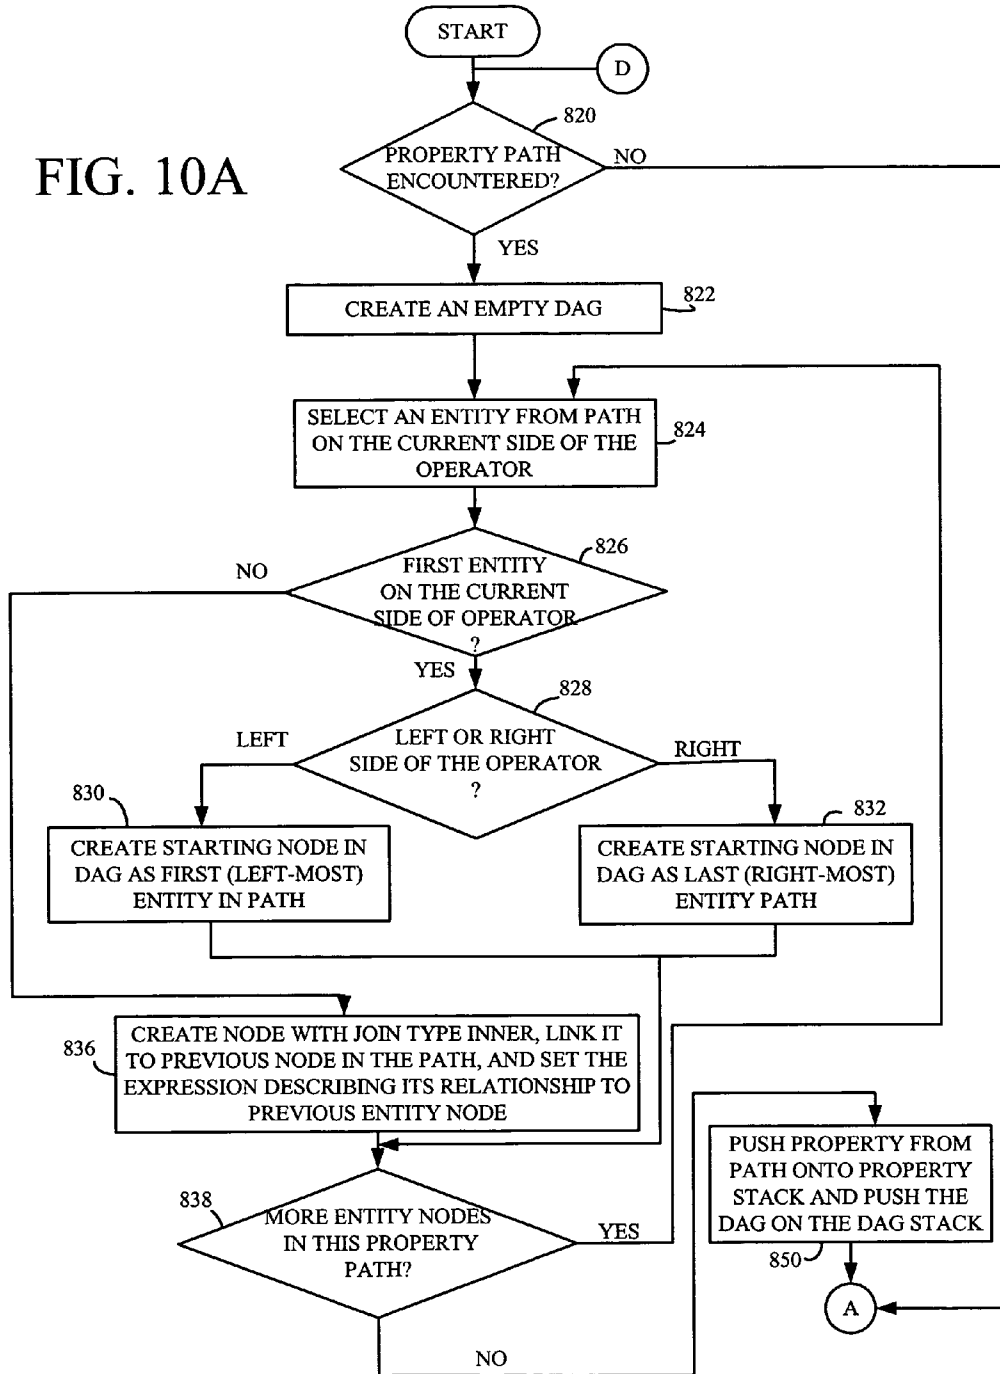 START
D
820
FIG. 10A
PROPERTY PATH
ENCOUNTERED?
NO
YES
CREATE AN EMPTY DAG
822
SELECT AN ENTITY FROM PATH
ON THE CURRENT SIDE OF THE
OPERATOR
824
826
NO
FIRST ENTITY
ON THE CURRENT
SIDE OF OPERATOR
?
YES
828
LEFT
LEFT OR RIGHT
SIDE OF THE OPERATOR
?
RIGHT
830
832
CREATE STARTING NODE IN
DAG AS FIRST (LEFT-MOST)
ENTITY IN PATH
CREATE STARTING NODE IN
DAG AS LAST (RIGHT-MOST)
ENTITY PATH
836
CREATE NODE WITH JOIN TYPE INNER, LINK IT
TO PREVIOUS NODE IN THE PATH, AND SET THE
EXPRESSION DESCRIBING ITS RELATIONSHIP TO
PREVIOUS ENTITY NODE
838
MORE ENTITY NODES
IN THIS PROPERTY
PATH?
YES
NO
PUSH PROPERTY FROM
PATH ONTO PROPERTY
STACK AND PUSH THE
DAG ON THE DAG STACK
850
A